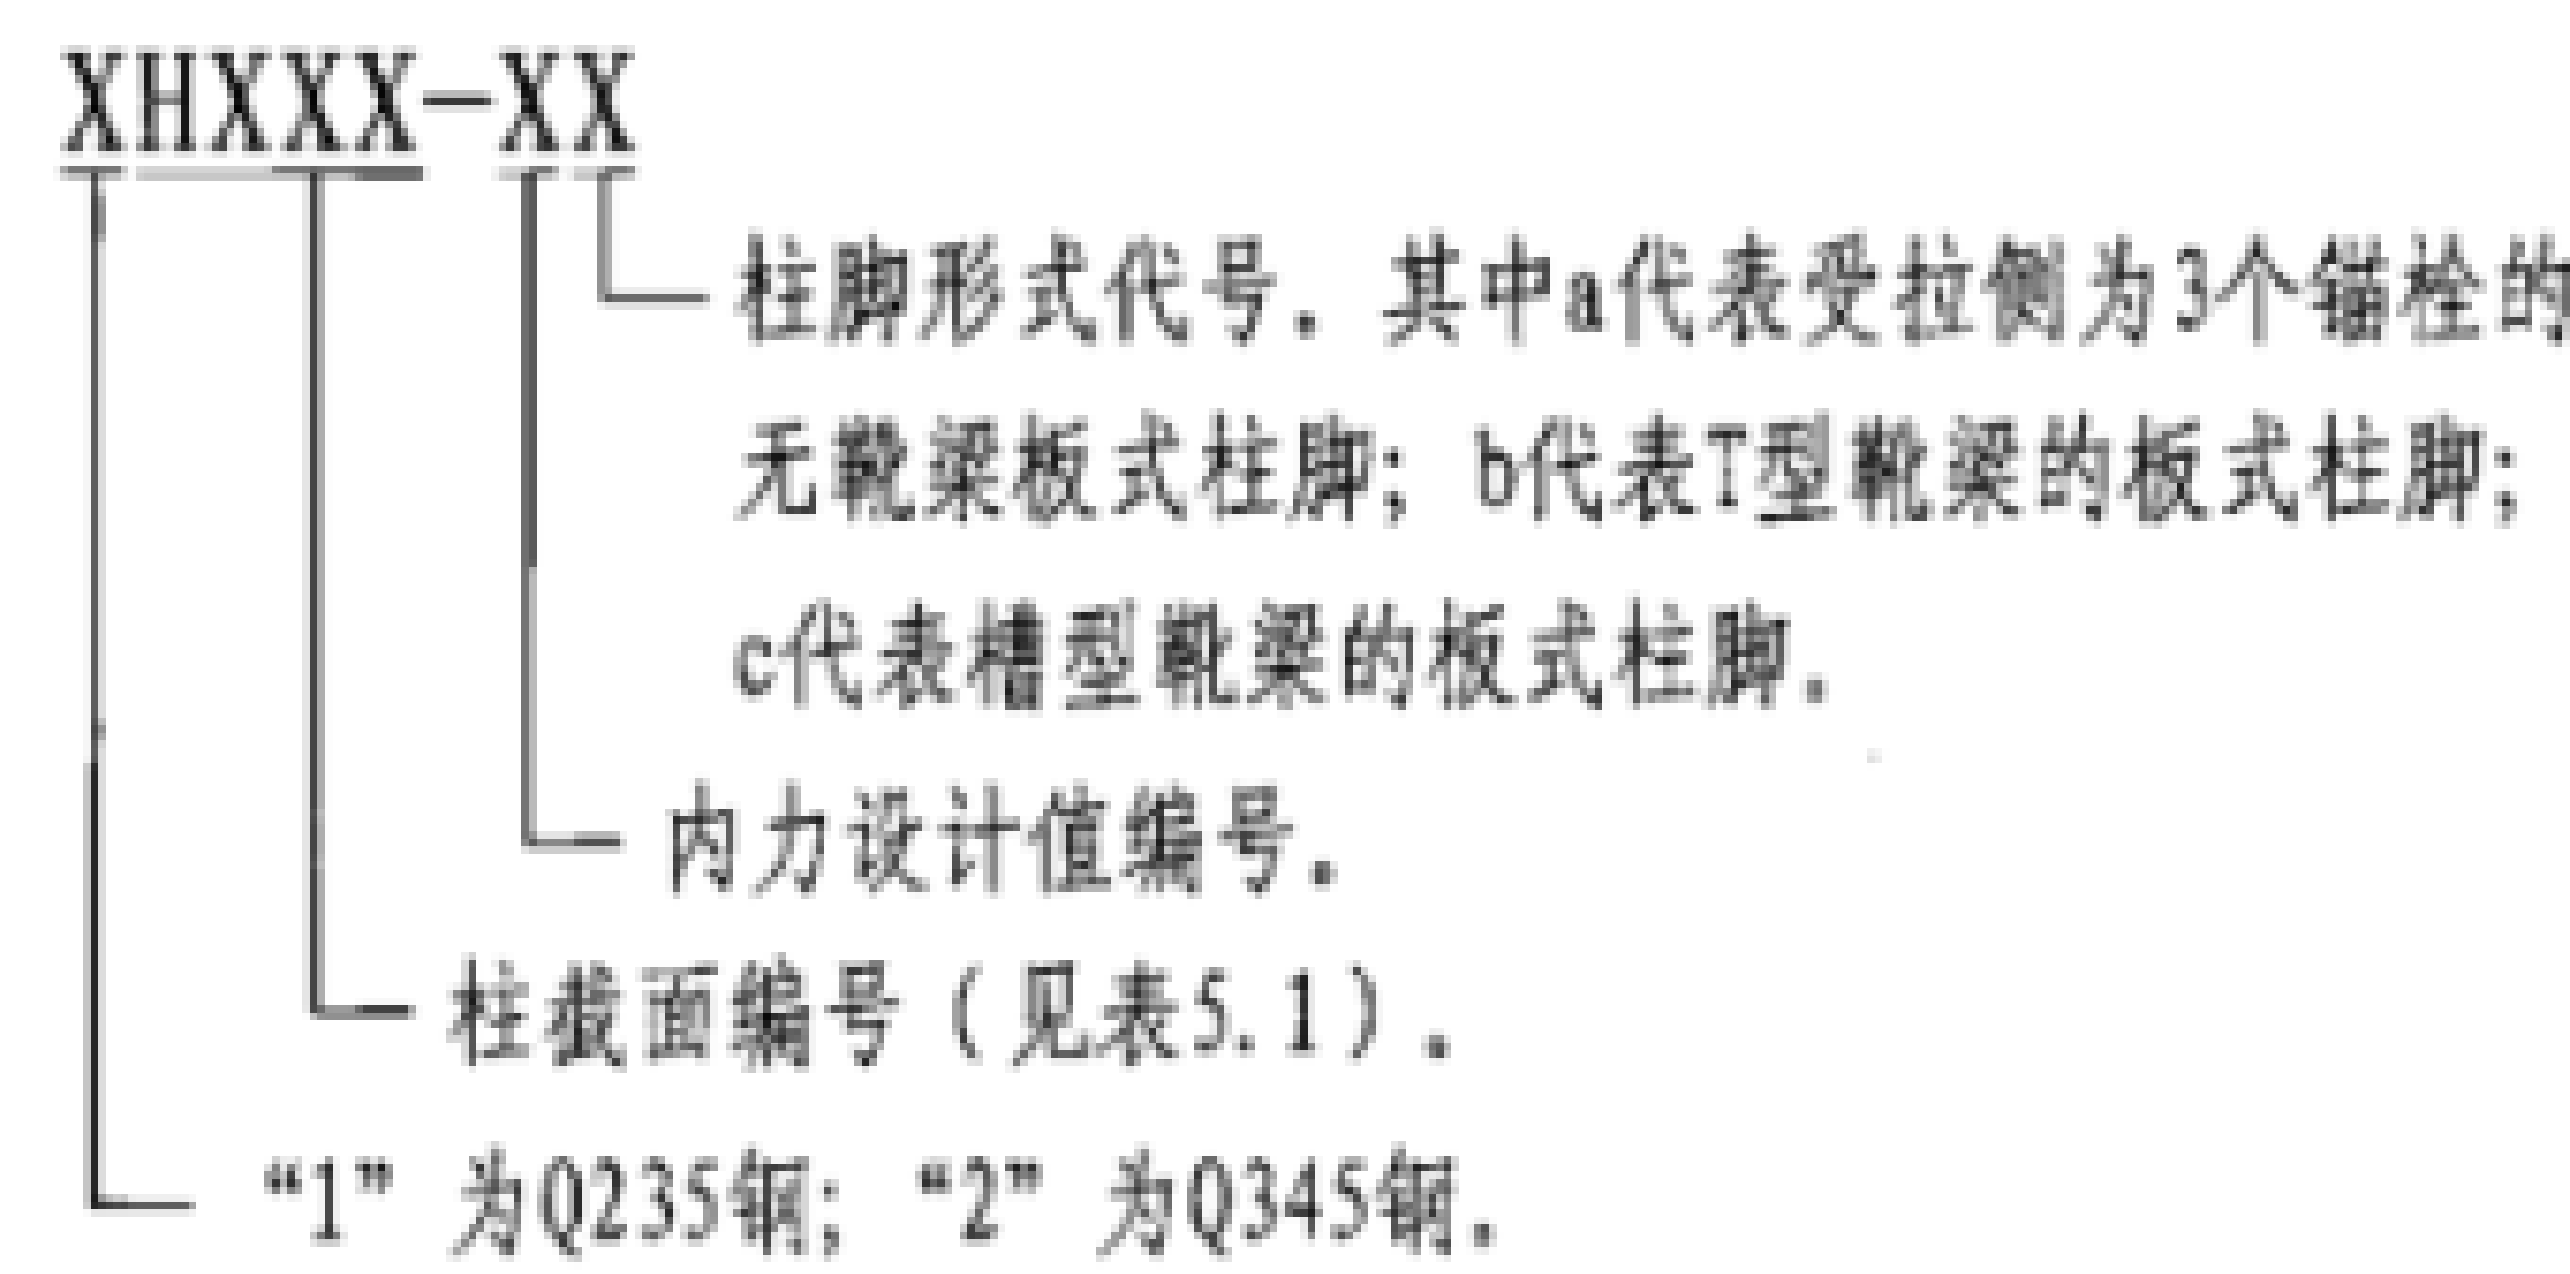 XHXXX-XX
柱脚形式代号。其中a代表受拉侧为3个锚栓的
无靴梁板式柱脚；b代表T型靴梁的板式柱脚；
c代表槽型靴梁的板式柱脚。
内力设计值编号。
柱截面编号（见表5.1）。
“1”为Q235钢；“2”为Q345钢。